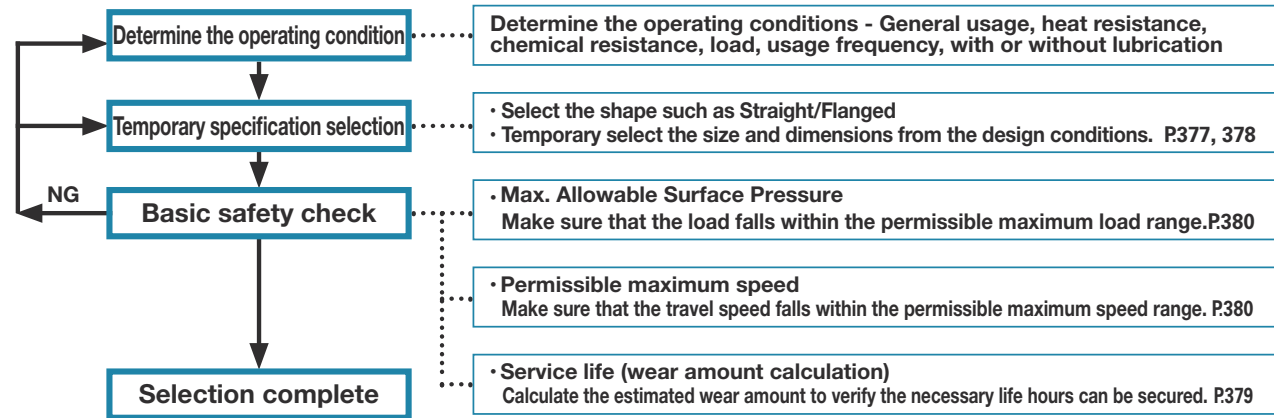 Determine the operating condition
Determine the operating conditions - General usage, heat resistance,
chemical resistance, load, usage frequency, with or without lubrication
Temporary specification selection
・Select the shape such as Straight/Flanged
・Temporary select the size and dimensions from the design conditions. P.377, 378
NG
Basic safety check
・Max. Allowable Surface Pressure
Make sure that the load falls within the permissible maximum load range.P.380
・Permissible maximum speed
Make sure that the travel speed falls within the permissible maximum speed range. P.380
Selection complete
・Service life (wear amount calculation)
Calculate the estimated wear amount to verify the necessary life hours can be secured. P.379